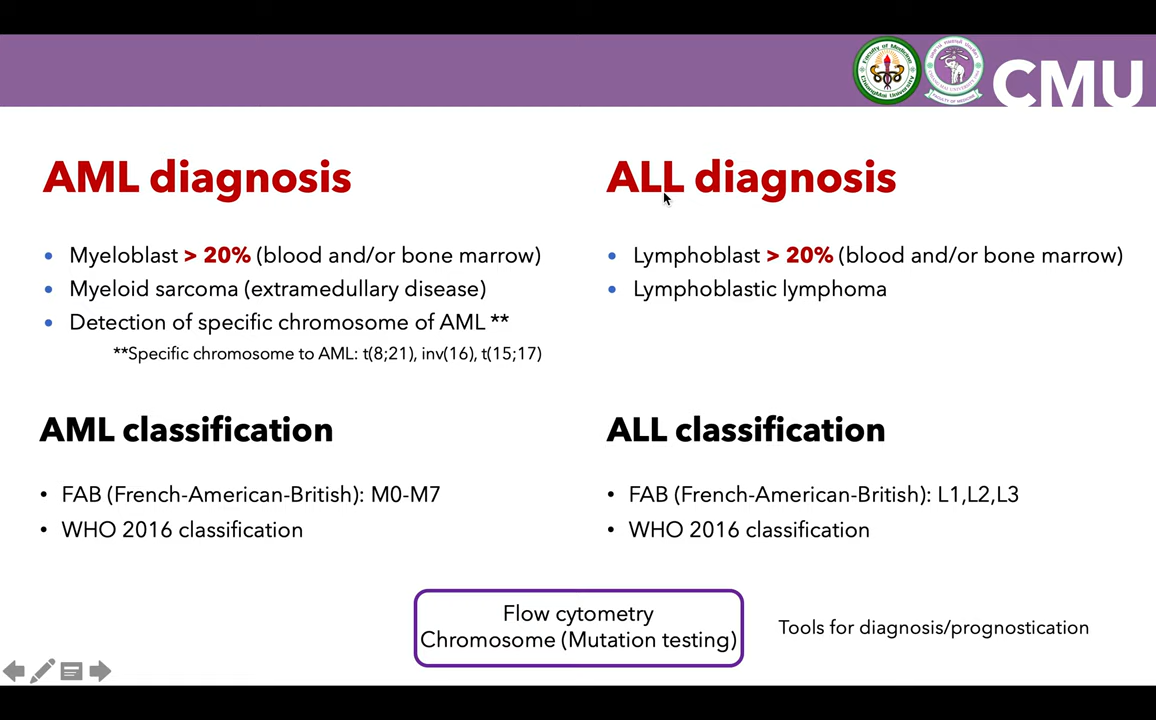 CMU
AML diagnosis
• Myeloblast > 20% (blood and/or bone marrow)
• Myeloid sarcoma (extramedullary disease)
• Detection of specific chromosome of AML **
**Specific chromosome to AML: t(8;21), inv(16), t(15;17)
ALL diagnosis
• Lymphoblast > 20% (blood and/or bone marrow)
• Lymphoblastic lymphoma
AML classification
• FAB (French-American-British): M0-M7
• WHO 2016 classification
ALL classification
• FAB (French-American-British): L1,L2,L3
• WHO 2016 classification
Flow cytometry
Chromosome (Mutation testing)
Tools for diagnosis/prognostication